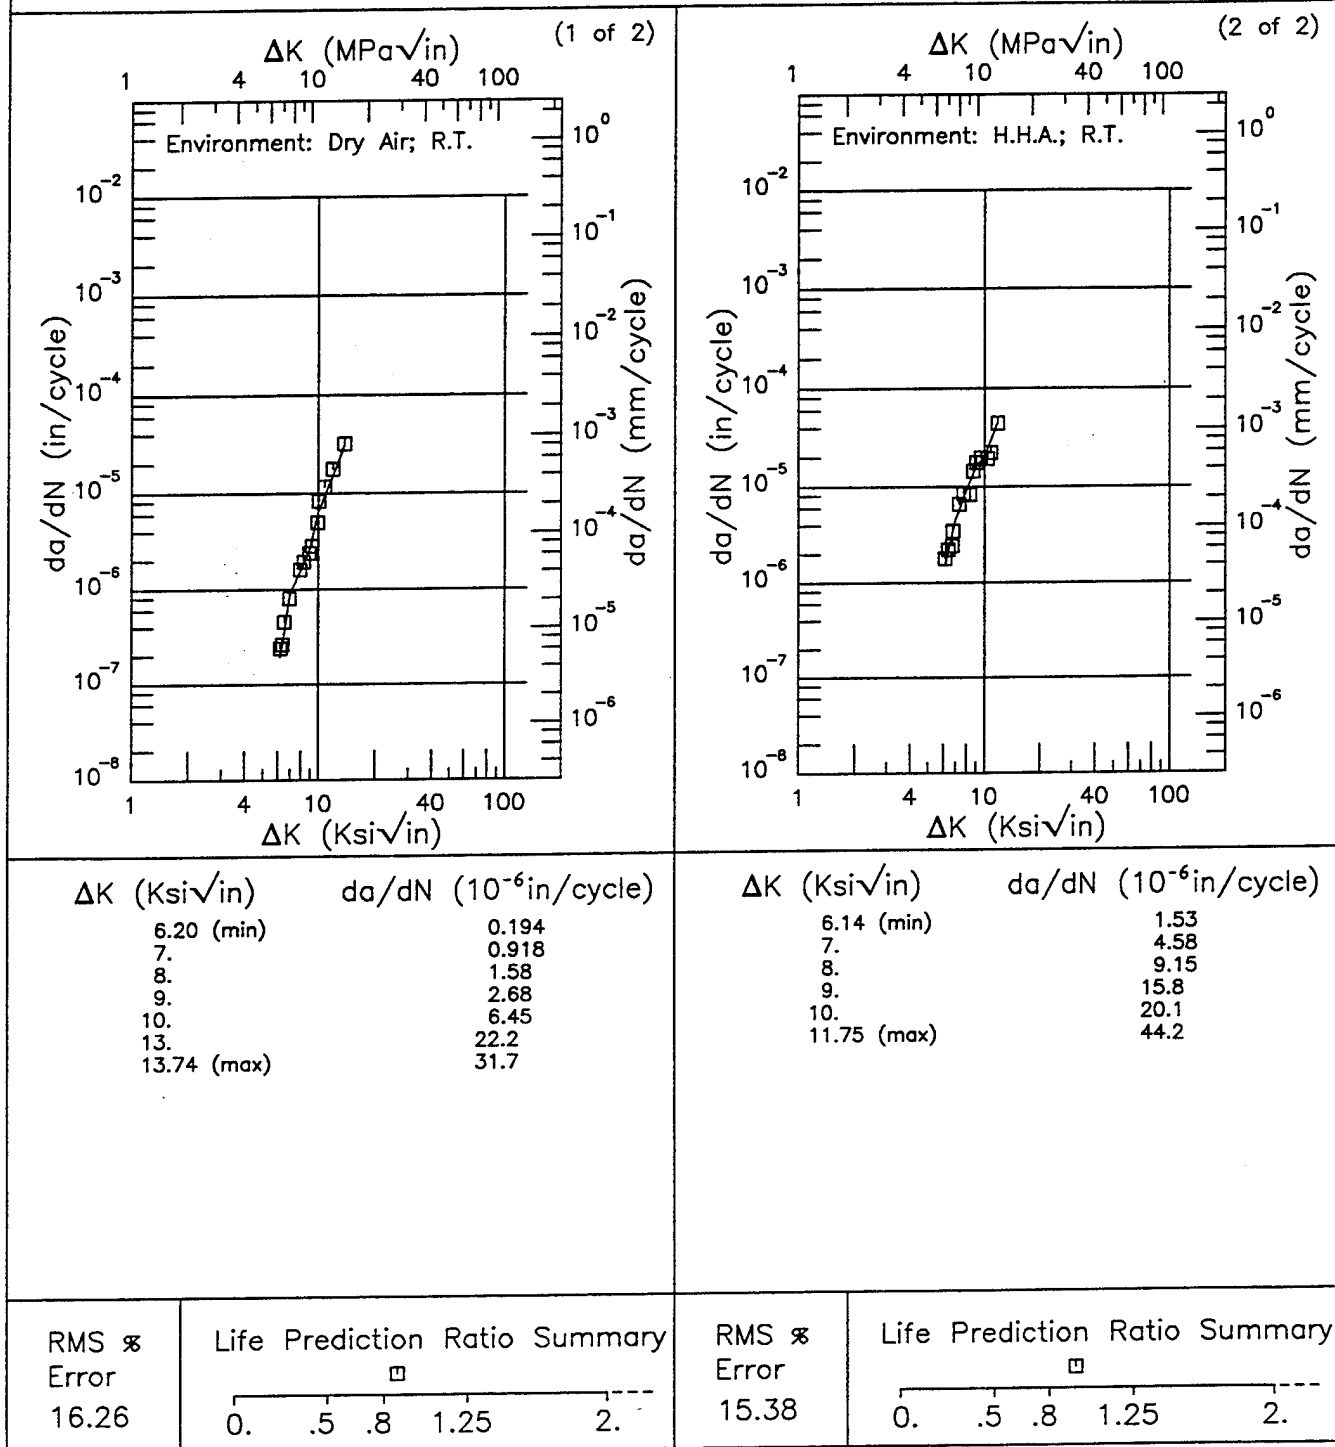 (1 of 2)
ΔK (MPa√in)
1 4 10 40 100
Environment: Dry Air; R.T.
10⁰
10⁻²
10⁻¹
10⁻³
10⁻²
10⁻⁴
10⁻³
10⁻⁵
10⁻⁴
10⁻⁶
10⁻⁵
10⁻⁷
10⁻⁶
10⁻⁸
da/dN (in/cycle)
da/dN (mm/cycle)
1 4 10 40 100
ΔK (Ksi√in)
ΔK (Ksi√in) da/dN (10⁻⁶in/cycle)
6.20 (min) 0.194
7. 0.918
8. 1.58
9. 2.68
10. 6.45
13. 22.2
13.74 (max) 31.7
RMS %
Error
16.26
Life Prediction Ratio Summary
0. .5 .8 1.25 2.
(2 of 2)
ΔK (MPa√in)
1 4 10 40 100
Environment: H.H.A.; R.T.
10⁰
10⁻²
10⁻¹
10⁻³
10⁻²
10⁻⁴
10⁻³
10⁻⁵
10⁻⁴
10⁻⁶
10⁻⁵
10⁻⁷
10⁻⁶
10⁻⁸
da/dN (in/cycle)
da/dN (mm/cycle)
1 4 10 40 100
ΔK (Ksi√in)
ΔK (Ksi√in) da/dN (10⁻⁶in/cycle)
6.14 (min) 1.53
7. 4.58
8. 9.15
9. 15.8
10. 20.1
11.75 (max) 44.2
RMS %
Error
15.38
Life Prediction Ratio Summary
0. .5 .8 1.25 2.